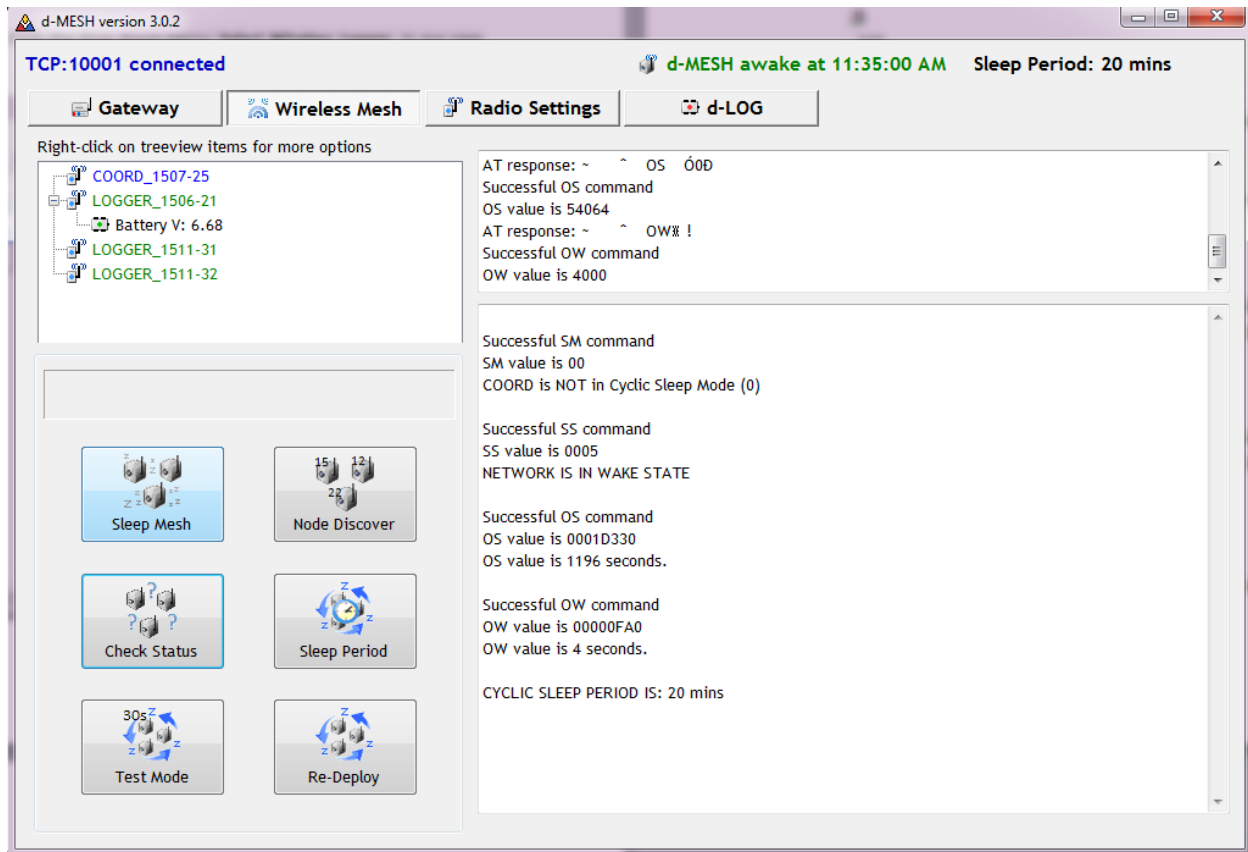 d-MESH version 3.0.2
TCP:10001 connected
d-MESH awake at 11:35:00 AM Sleep Period: 20 mins
Gateway
Wireless Mesh
Radio Settings
d-LOG
Right-click on treeview items for more options
COORD_1507-25
LOGGER_1506-21
Battery V: 6.68
LOGGER_1511-31
LOGGER_1511-32
AT response: ~ ^ OS Ó0Ð
Successful OS command
OS value is 54064
AT response: ~ ^ OW !
Successful OW command
OW value is 4000
Successful SM command
SM value is 00
COORD is NOT in Cyclic Sleep Mode (0)
Successful SS command
SS value is 0005
NETWORK IS IN WAKE STATE
Successful OS command
OS value is 0001D330
OS value is 1196 seconds.
Successful OW command
OW value is 00000FA0
OW value is 4 seconds.
CYCLIC SLEEP PERIOD IS: 20 mins
Sleep Mesh
15 12
22
Node Discover
Check Status
Sleep Period
30s
Test Mode
Re-Deploy